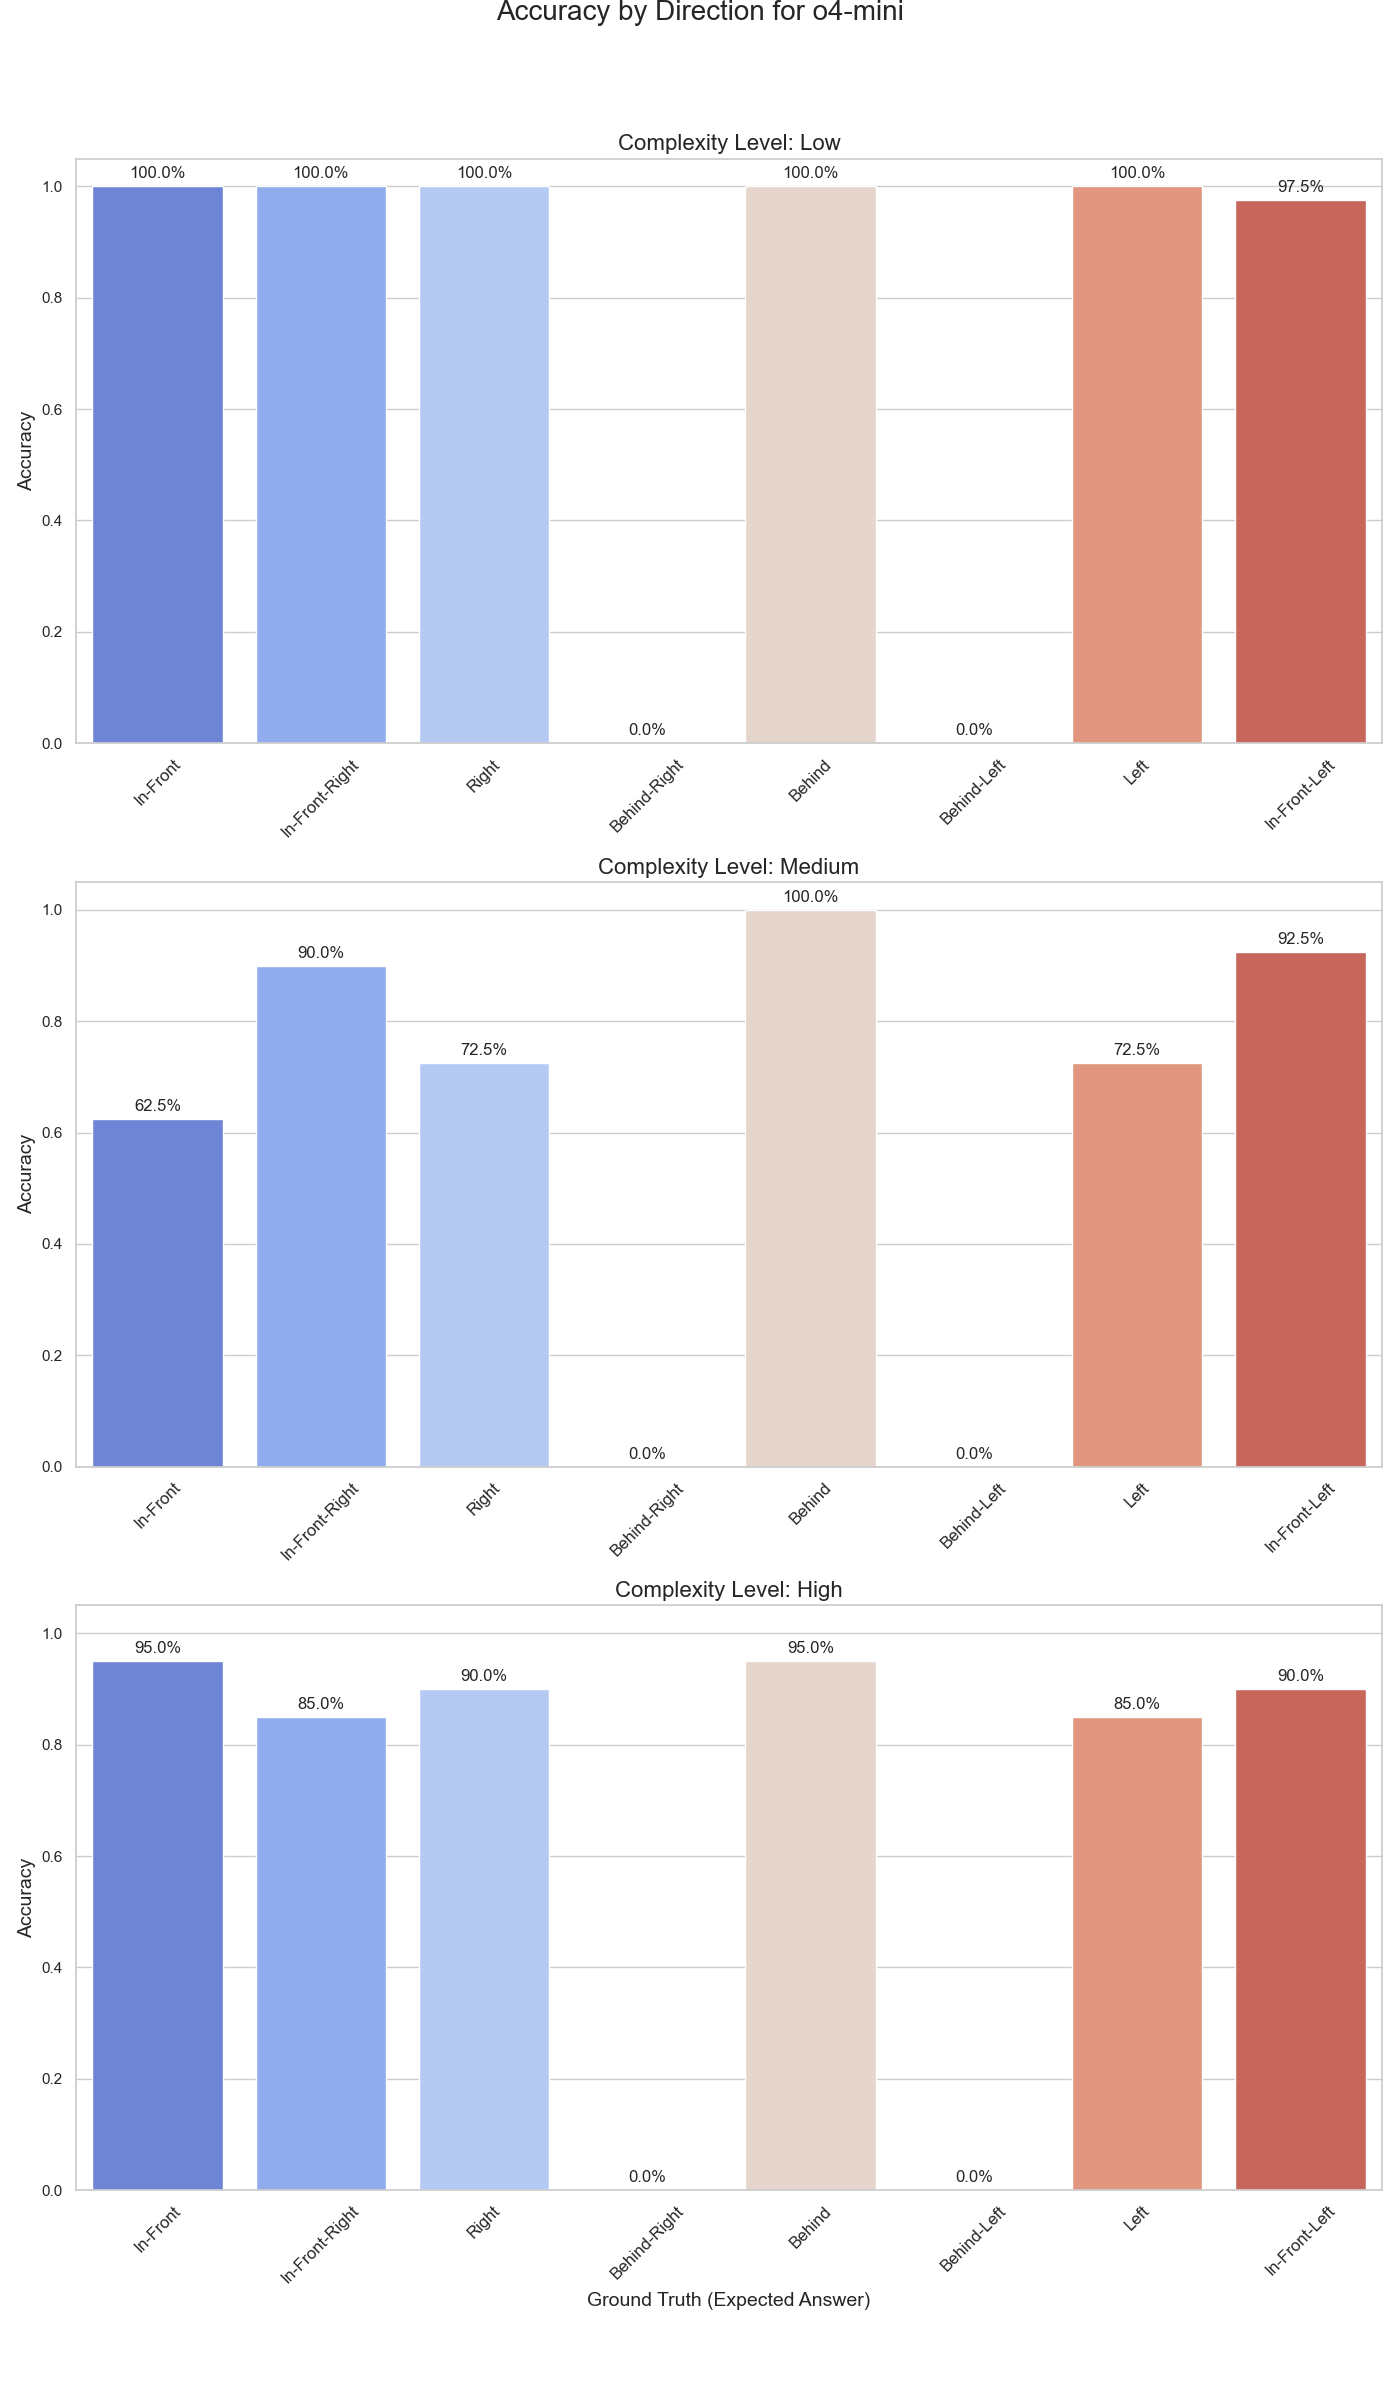 Accuracy by Direction for o4-mini
Complexity Level: Low
100.0% 100.0% 100.0% 100.0% 100.0%
1.0 97.5%
0.8
0.6
Accuracy
0.4
0.2
0.0% 0.0%
0.0
In-Front In-Front-Right Right Behind-Right Behind Behind-Left Left In-Front-Left
Complexity Level: Medium
100.0%
1.0
90.0% 92.5%
0.8
72.5% 72.5%
62.5%
0.6
Accuracy
0.4
0.2
0.0% 0.0%
0.0
In-Front In-Front-Right Right Behind-Right Behind Behind-Left Left In-Front-Left
Complexity Level: High
1.0
95.0% 95.0%
90.0% 90.0%
85.0% 85.0%
0.8
0.6
Accuracy
0.4
0.2
0.0% 0.0%
0.0
In-Front In-Front-Right Right Behind-Right Behind Behind-Left Left In-Front-Left
Ground Truth (Expected Answer)